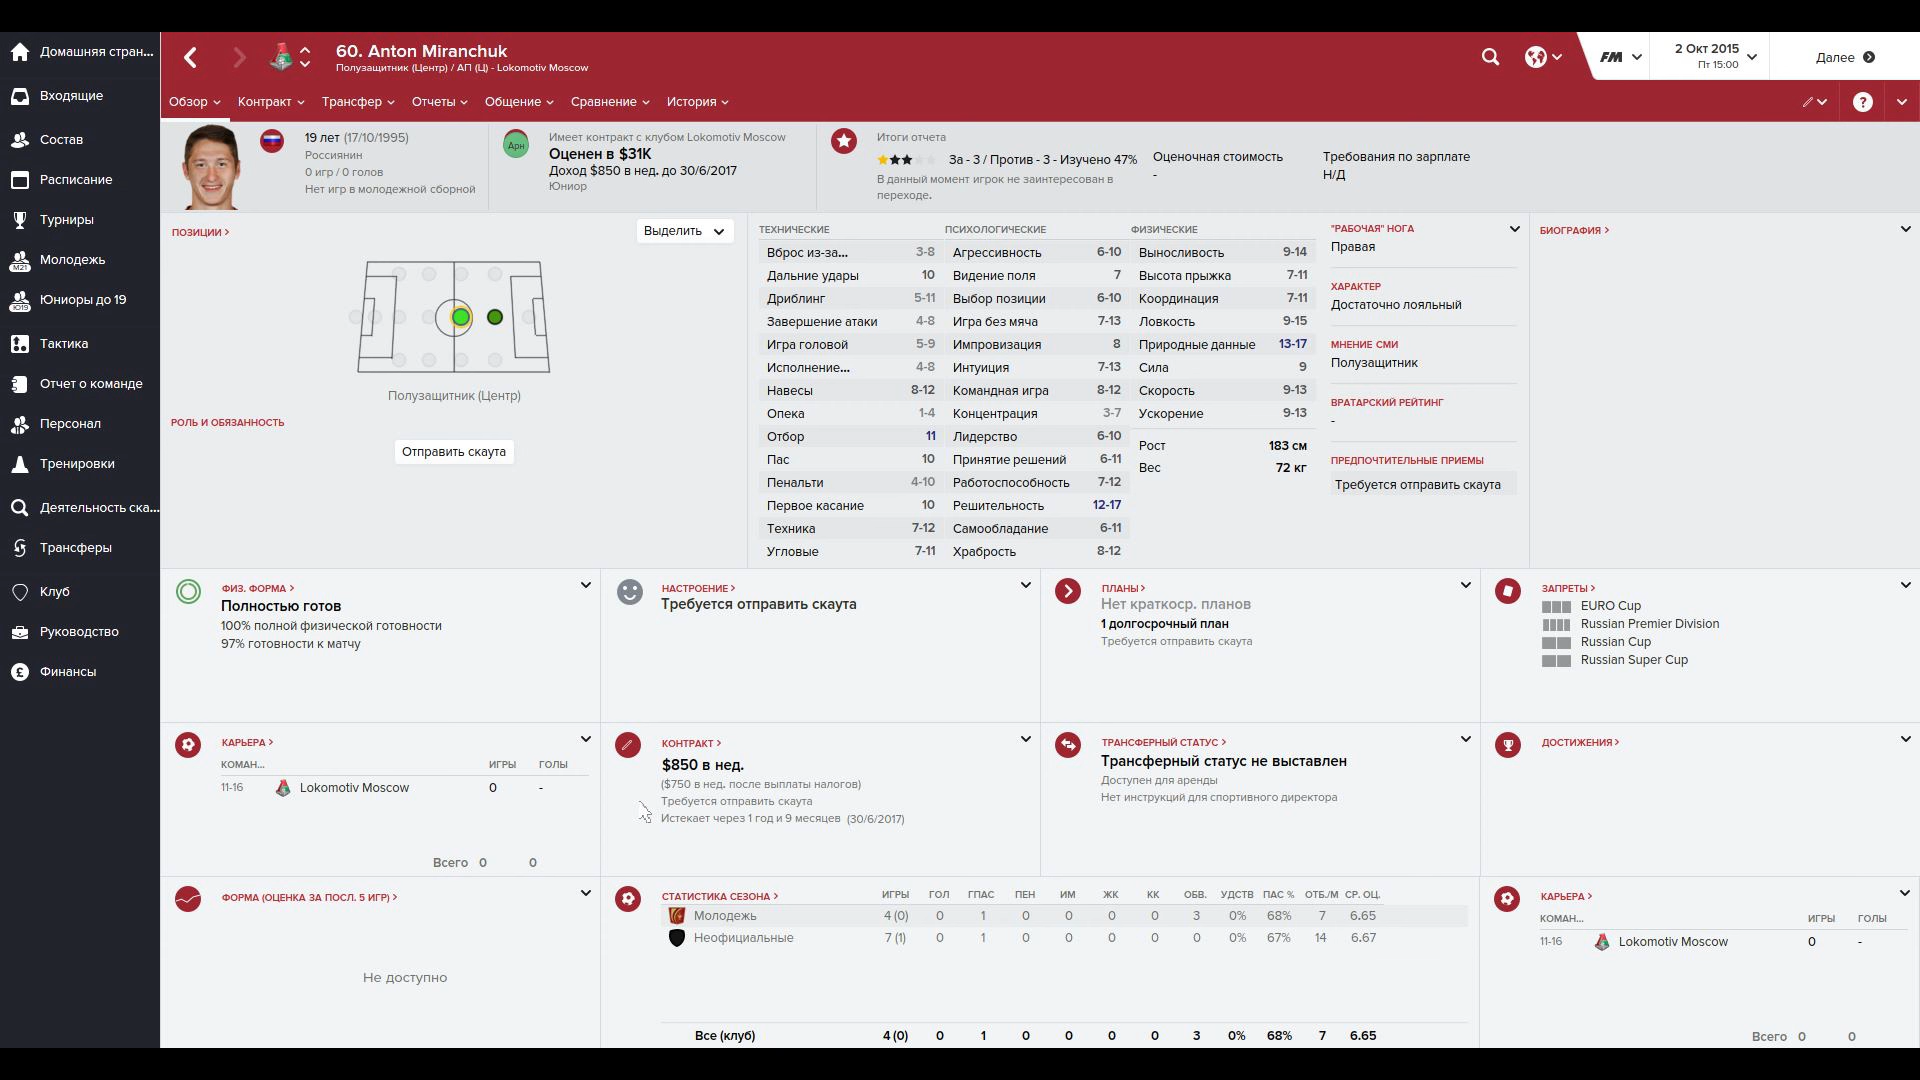 Домашняя стран...
Входящие
Состав
Расписание
Турниры
Молодежь
Юниоры до 19
Тактика
Отчет о команде
Персонал
Тренировки
Деятельность ска...
Трансферы
Клуб
Руководство
Финансы
60. Anton Miranchuk
Полузащитник (Центр) / АП (Ц) - Lokomotiv Moscow
FM
2 Окт 2015
Пт 15:00
Далее
Обзор Контракт Трансфер Отчеты Общение Сравнение История
19 лет (17/10/1995)
Россиянин
0 игр / 0 голов
Нет игр в молодежной сборной
Арн
Имеет контракт с клубом Lokomotiv Moscow
Оценен в $31K
Доход $850 в нед. до 30/6/2017
Юниор
Итоги отчета
За - 3 / Против - 3 - Изучено 47%
В данный момент игрок не заинтересован в
переходе.
Оценочная стоимость
-
Требования по зарплате
Н/Д
ПОЗИЦИИ >
Выделить
Полузащитник (Центр)
РОЛЬ И ОБЯЗАННОСТЬ
Отправить скаута
ТЕХНИЧЕСКИЕ
Вброс из-за... 3-8
Дальние удары 10
Дриблинг 5-11
Завершение атаки 4-8
Игра головой 5-9
Исполнение... 4-8
Навесы 8-12
Опека 1-4
Отбор 11
Пас 10
Пенальти 4-10
Первое касание 10
Техника 7-12
Угловые 7-11
ПСИХОЛОГИЧЕСКИЕ
Агрессивность 6-10
Видение поля 7
Выбор позиции 6-10
Игра без мяча 7-13
Импровизация 8
Интуиция 7-13
Командная игра 8-12
Концентрация 3-7
Лидерство 6-10
Принятие решений 6-11
Работоспособность 7-12
Решительность 12-17
Самообладание 6-11
Храбрость 8-12
ФИЗИЧЕСКИЕ
Выносливость 9-14
Высота прыжка 7-11
Координация 7-11
Ловкость 9-15
Природные данные 13-17
Сила 9
Скорость 9-13
Ускорение 9-13
Рост 183 см
Вес 72 кг
"РАБОЧАЯ" НОГА
Правая
ХАРАКТЕР
Достаточно лояльный
МНЕНИЕ СМИ
Полузащитник
ВРАТАРСКИЙ РЕЙТИНГ
-
ПРЕДПОЧТИТЕЛЬНЫЕ ПРИЕМЫ
Требуется отправить скаута
БИОГРАФИЯ >
ФИЗ. ФОРМА >
Полностью готов
100% полной физической готовности
97% готовности к матчу
НАСТРОЕНИЕ >
Требуется отправить скаута
ПЛАНЫ >
Нет краткоср. планов
1 долгосрочный план
Требуется отправить скаута
ЗАПРЕТЫ >
EURO Cup
Russian Premier Division
Russian Cup
Russian Super Cup
КАРЬЕРА >
КОМАН... ИГРЫ ГОЛЫ
11-16 Lokomotiv Moscow 0 -
Всего 0 0
КОНТРАКТ >
$850 в нед.
($750 в нед. после выплаты налогов)
Требуется отправить скаута
Истекает через 1 год и 9 месяцев (30/6/2017)
ТРАНСФЕРНЫЙ СТАТУС >
Трансферный статус не выставлен
Доступен для аренды
Нет инструкций для спортивного директора
ДОСТИЖЕНИЯ >
ФОРМА (ОЦЕНКА ЗА ПОСЛ. 5 ИГР) >
Не доступно
СТАТИСТИКА СЕЗОНА > ИГРЫ ГОЛ ГПАС ПЕН ИМ ЖК КК ОБВ. УДСТВ ПАС % ОТБ./М СР. ОЦ.
Молодежь 4 (0) 0 1 0 0 0 0 3 0% 68% 7 6.65
Неофициальные 7 (1) 0 1 0 0 0 0 0 0% 67% 14 6.67
Все (клуб) 4 (0) 0 1 0 0 0 0 3 0% 68% 7 6.65
КАРЬЕРА >
КОМАН... ИГРЫ ГОЛЫ
11-16 Lokomotiv Moscow 0 -
Всего 0 0